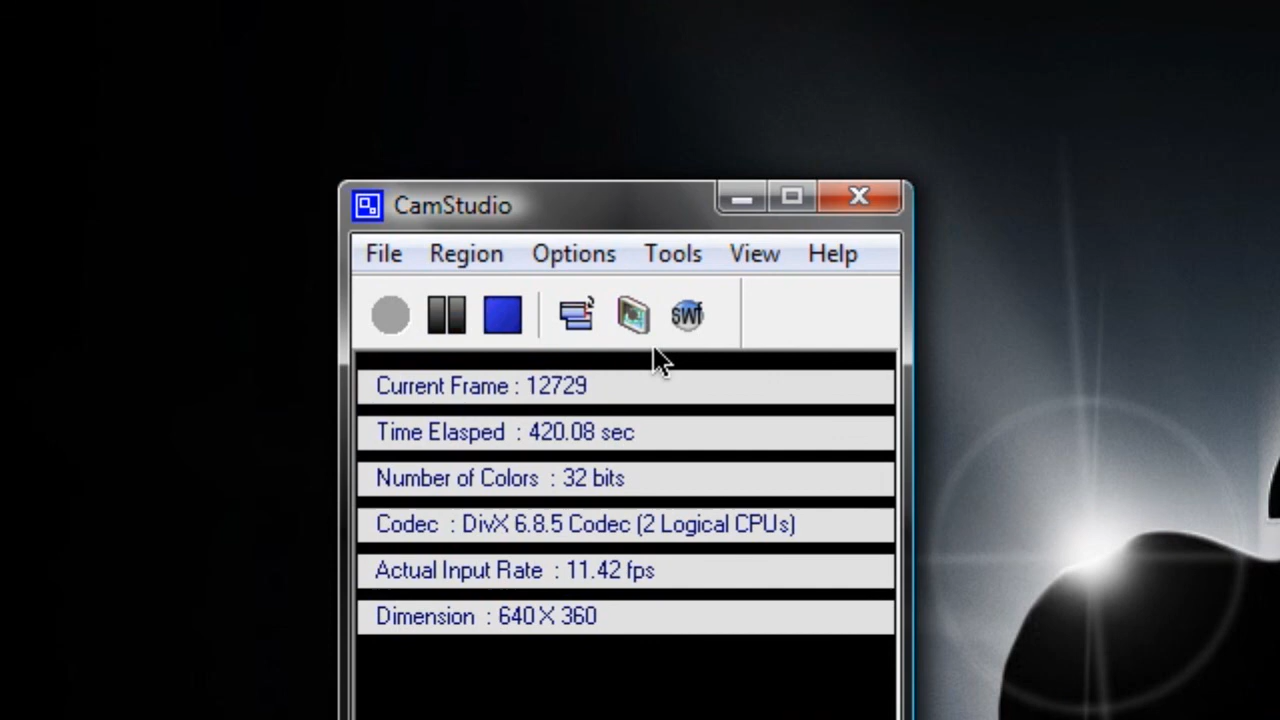 CamStudio
File Region Options Tools View Help
swf
Current Frame : 12729
Time Elasped : 420.08 sec
Number of Colors : 32 bits
Codec : DivX 6.8.5 Codec (2 Logical CPUs)
Actual Input Rate : 11.42 fps
Dimension : 640 X 360